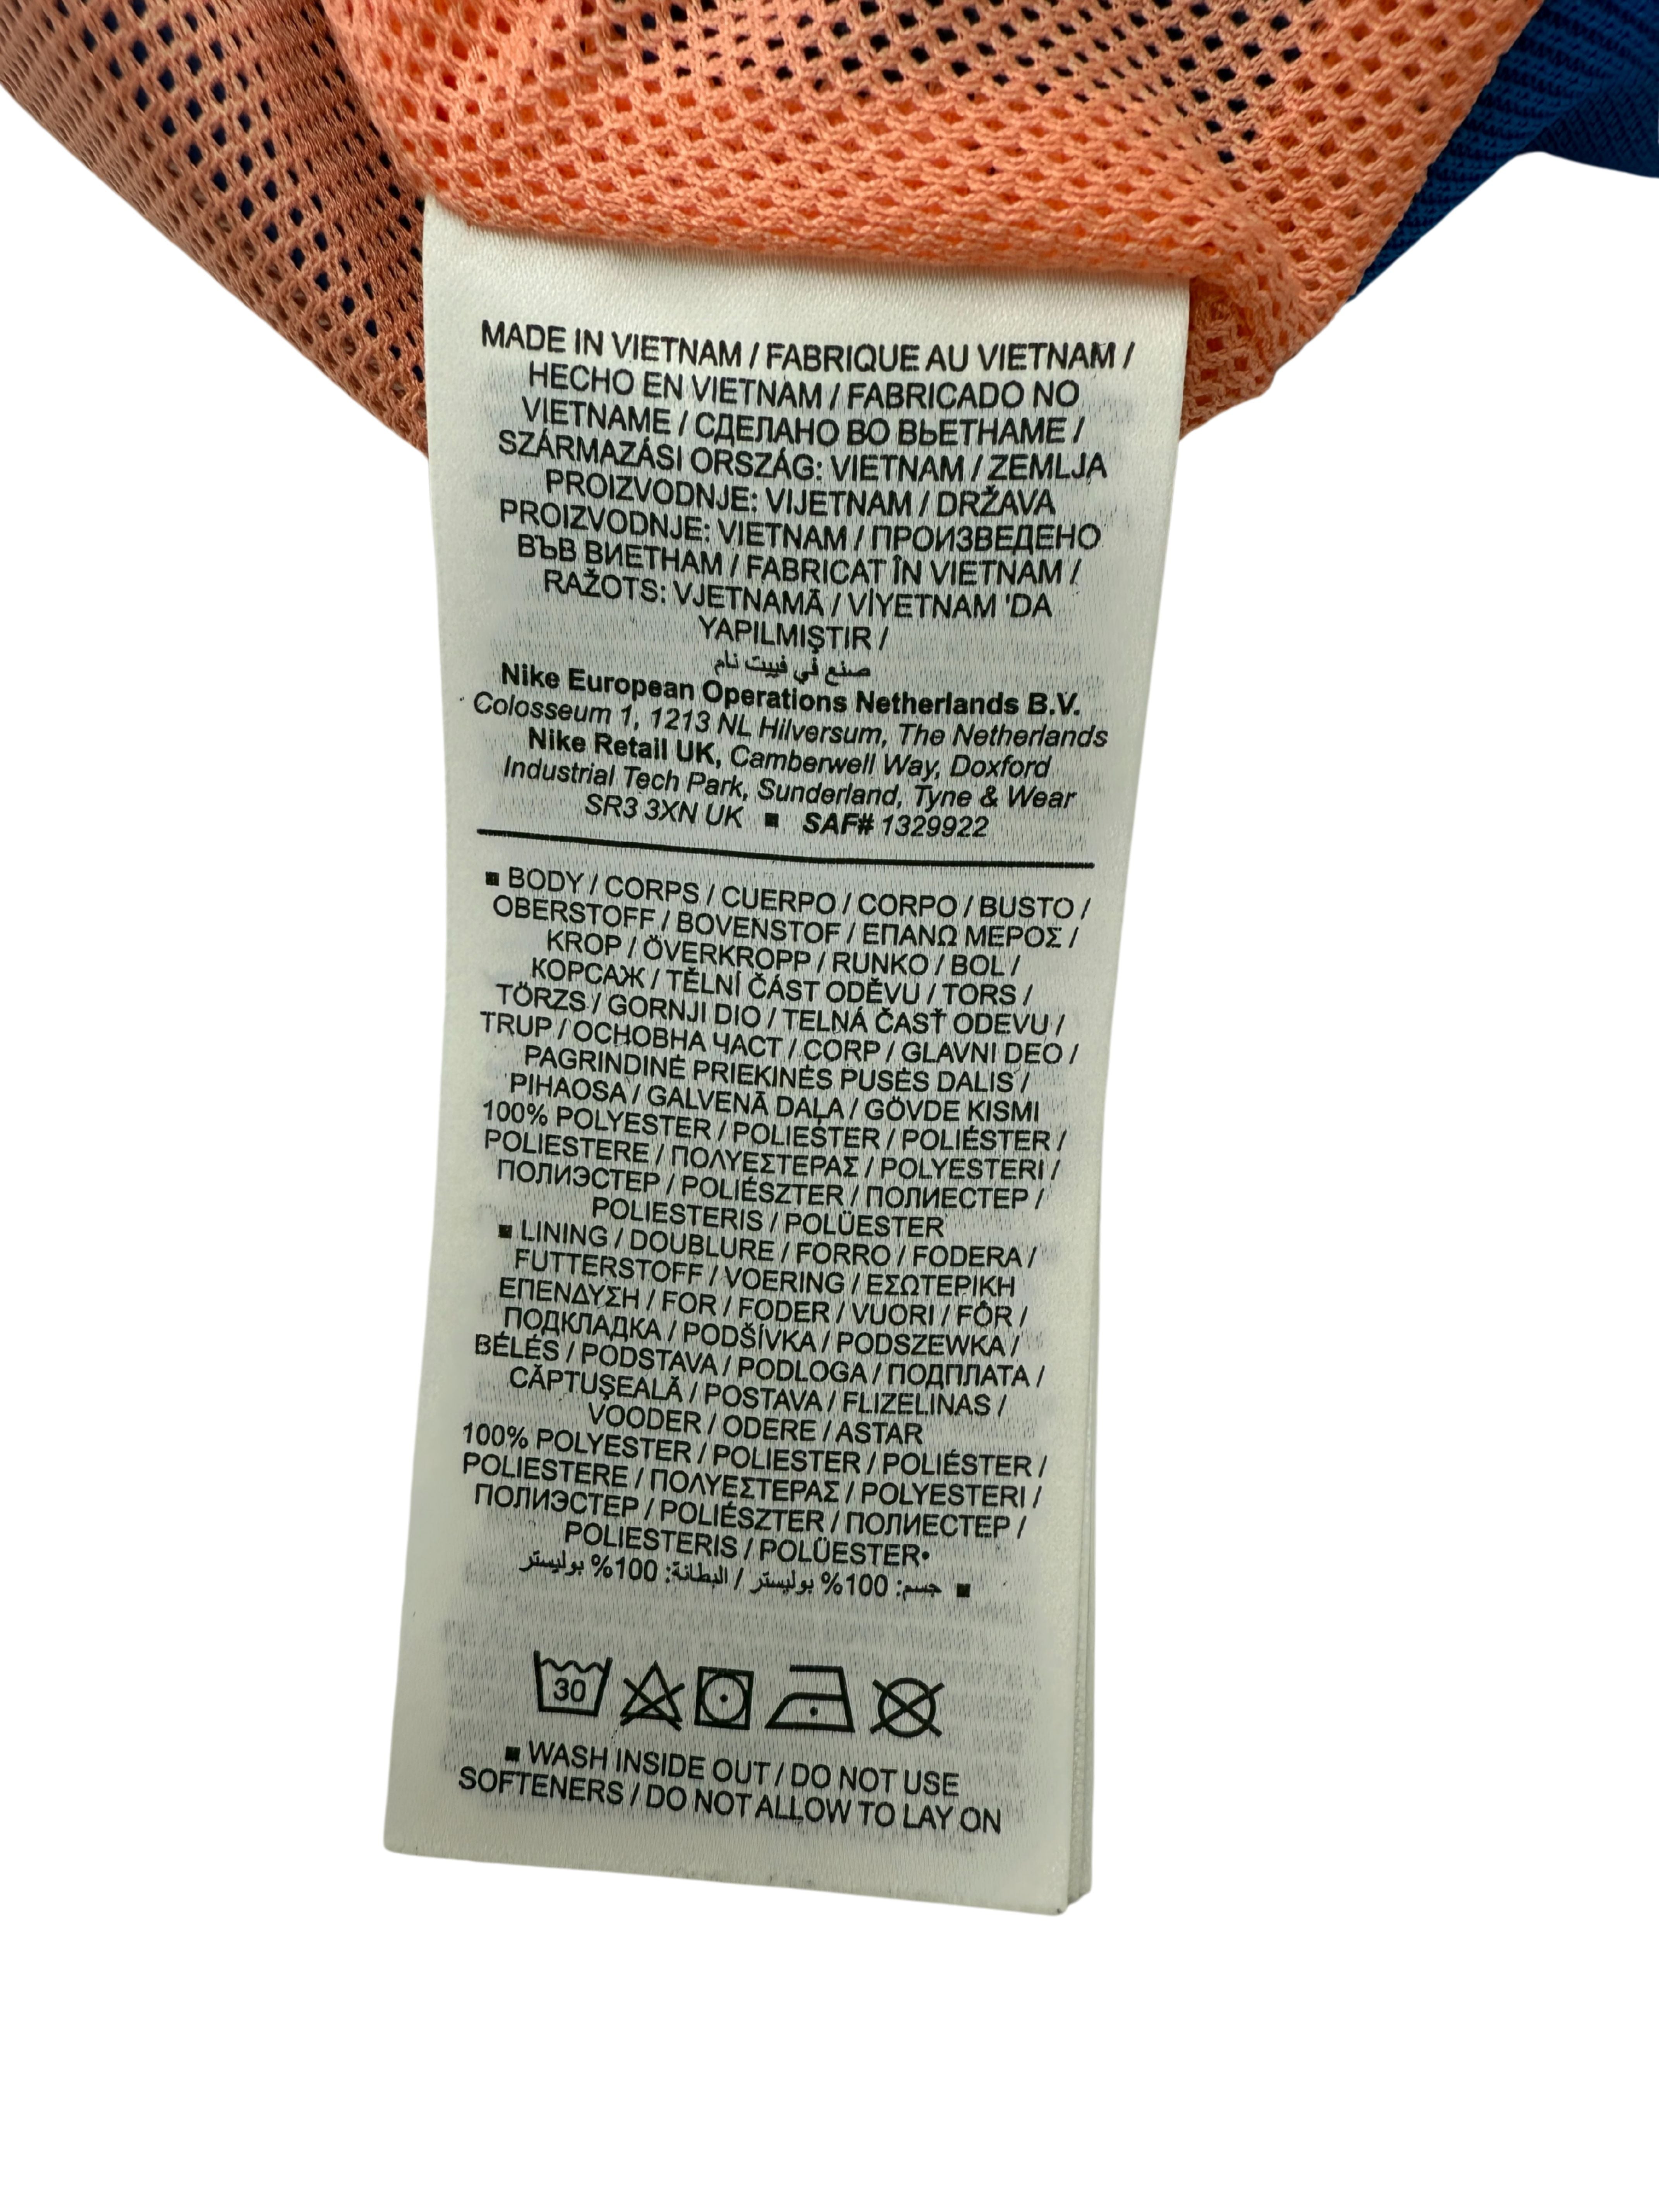 MADE IN VIETNAM / FABRIQUE AU VIETNAM /
HECHO EN VIETNAM / FABRICADO NO
VIETNAME / СДЕЛАНО ВО ВЬЕТНАМЕ /
SZÁRMAZÁSI ORSZÁG: VIETNAM / ZEMLJA
PROIZVODNJE: VIJETNAM / DRŽAVA
PROIZVODNJE: VIETNAM / ПРОИЗВЕДЕНО
ВЪВ ВИЕТНАМ / FABRICAT ÎN VIETNAM /
RAŽOTS: VJETNAMĀ / VİYETNAM 'DA
YAPILMIŞTIR /
صنع في فييت نام
Nike European Operations Netherlands B.V.
Colosseum 1, 1213 NL Hilversum, The Netherlands
Nike Retail UK, Camberwell Way, Doxford
Industrial Tech Park, Sunderland, Tyne & Wear
SR3 3XN UK ■ SAF# 1329922
■ BODY / CORPS / CUERPO / CORPO / BUSTO /
OBERSTOFF / BOVENSTOF / ΕΠΑΝΩ ΜΕΡΟΣ /
KROP / ÖVERKROPP / RUNKO / BOL /
КОРСАЖ / TĚLNÍ ČÁST ODĚVU / TORS /
TÖRZS / GORNJI DIO / TELNÁ ČASŤ ODEVU /
TRUP / ОСНОВНА ЧАСТ / CORP / GLAVNI DEO /
PAGRINDINĖ PRIEKINĖS PUSĖS DALIS /
PIHAOSA / GALVENĀ DAĻA / GÖVDE KISMI
100% POLYESTER / POLIESTER / POLIÉSTER /
POLIESTERE / ΠΟΛΥΕΣΤΕΡΑΣ / POLYESTERI /
ПОЛИЭСТЕР / POLIÉSZTER / ПОЛИЕСТЕР /
POLIESTERIS / POLÜESTER
■ LINING / DOUBLURE / FORRO / FODERA /
FUTTERSTOFF / VOERING / ΕΣΩΤΕΡΙΚΗ
ΕΠΕΝΔΥΣΗ / FOR / FODER / VUORI / FÔR /
ПОДКЛАДКА / PODŠÍVKA / PODSZEWKA /
BÉLÉS / PODSTAVA / PODLOGA / ПОДПЛАТА /
CĂPTUŞEALĂ / POSTAVA / FLIZELINAS /
VOODER / ODERE / ASTAR
100% POLYESTER / POLIESTER / POLIÉSTER /
POLIESTERE / ΠΟΛΥΕΣΤΕΡΑΣ / POLYESTERI /
ПОЛИЭСТЕР / POLIÉSZTER / ПОЛИЕСТЕР /
POLIESTERIS / POLÜESTER•
■ جسم: 100% بوليستر / البطانة: 100% بوليستر
30
■ WASH INSIDE OUT / DO NOT USE
SOFTENERS / DO NOT ALLOW TO LAY ON